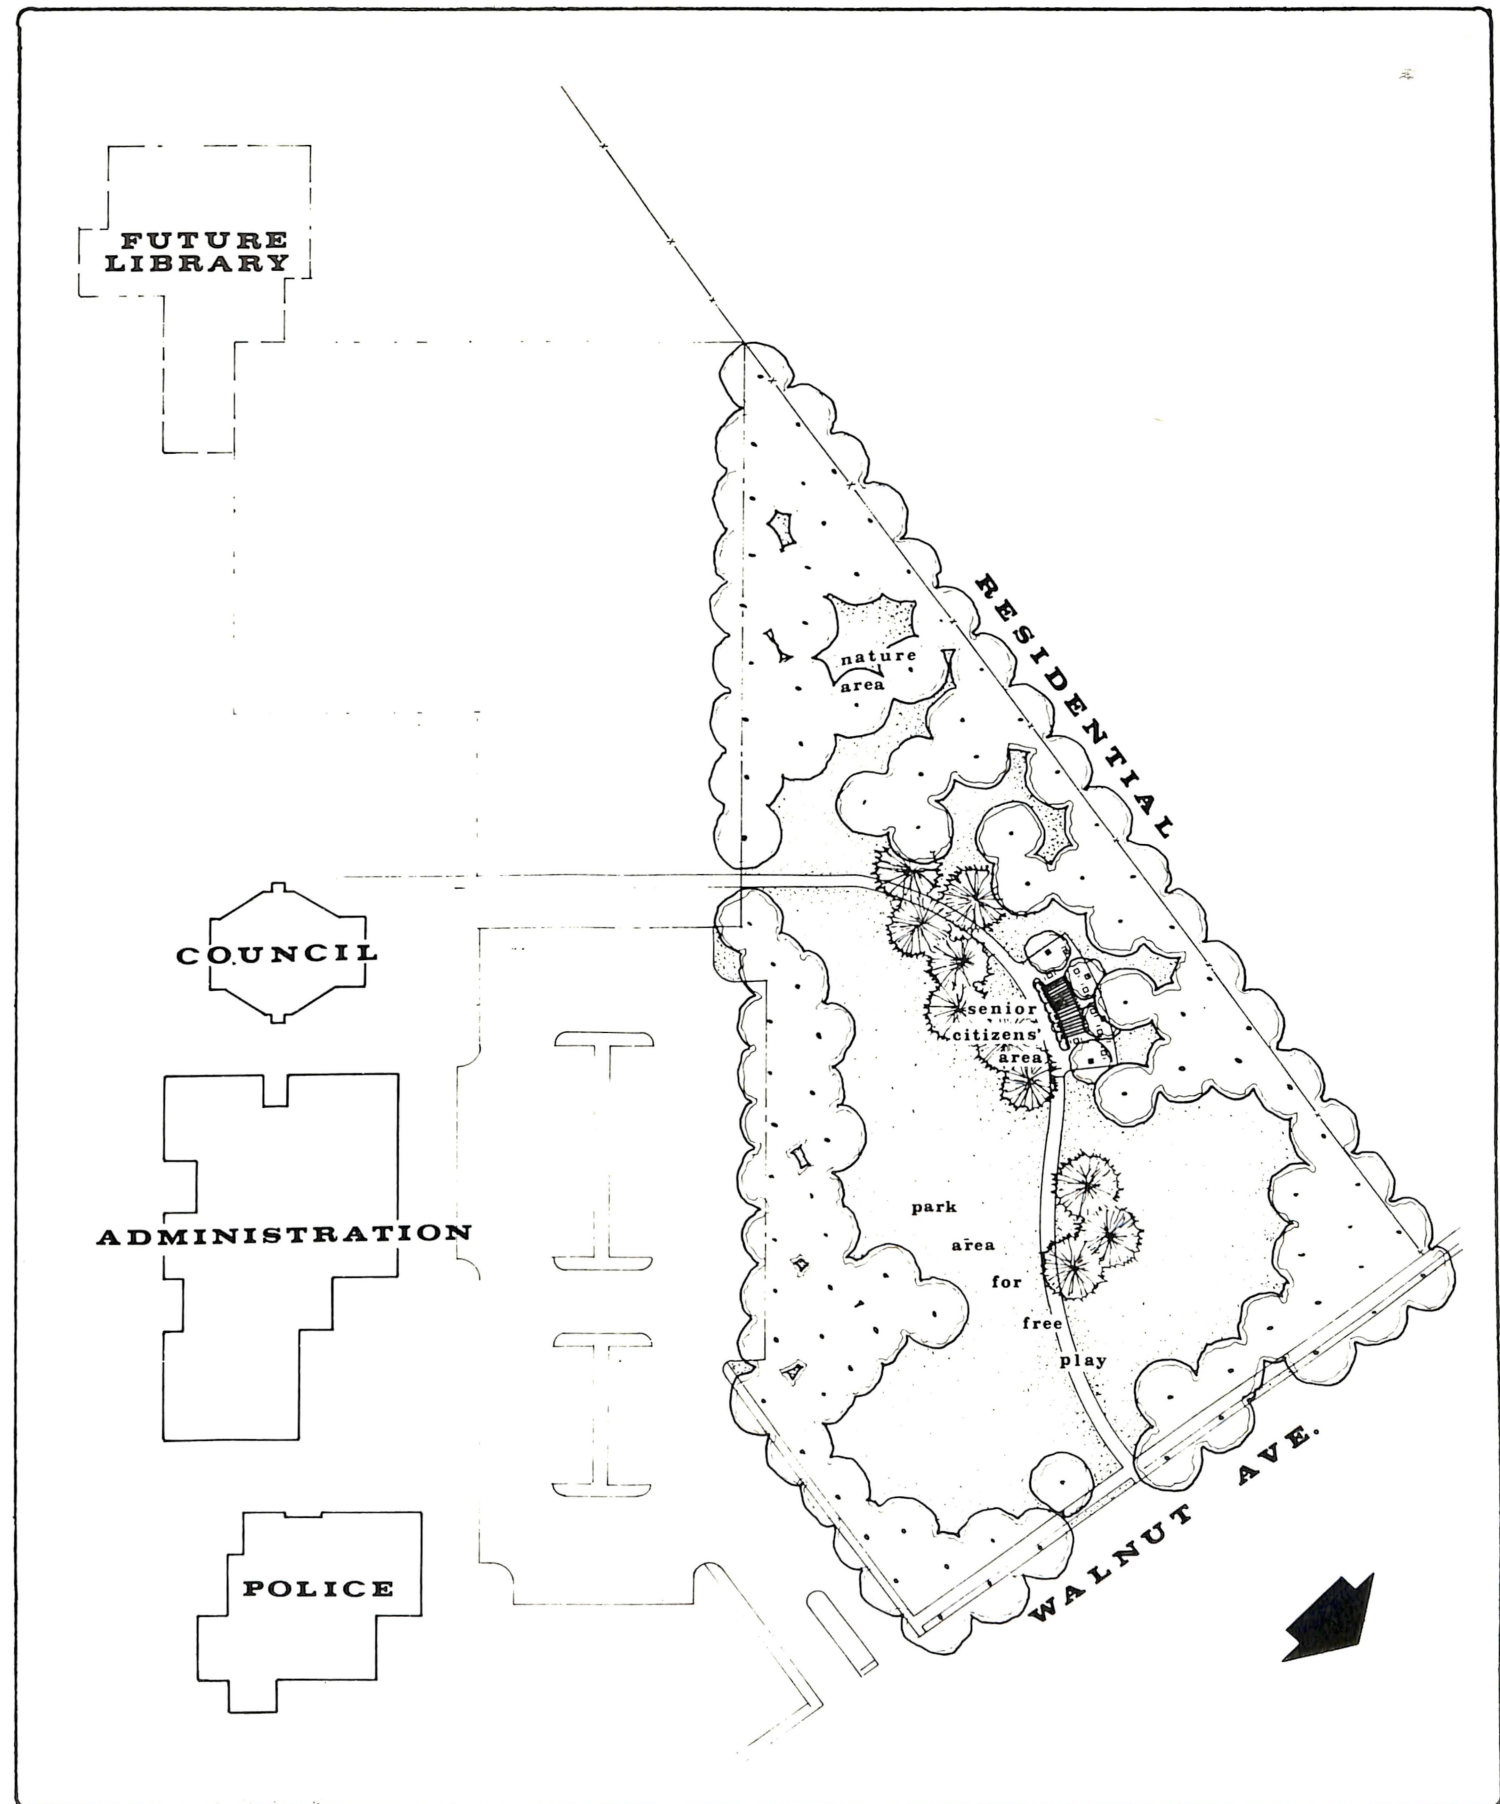 FUTURE
LIBRARY
RESIDENTIAL
nature
area
COUNCIL
senior
citizens'
area
ADMINISTRATION
park
area
for
free
play
WALNUT AVE.
POLICE